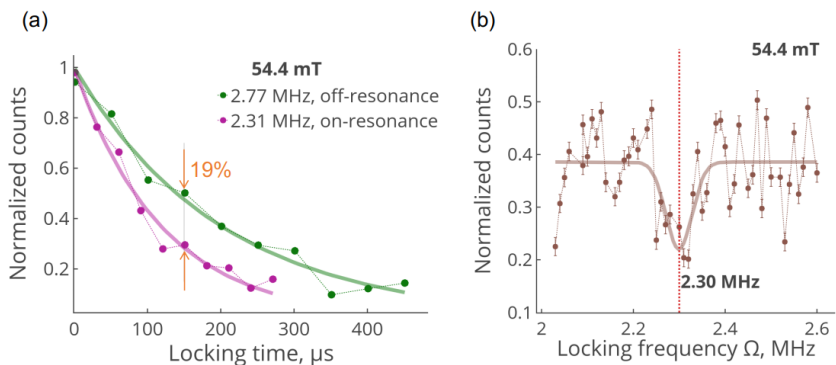 (a)
54.4 mT
2.77 MHz, off-resonance
2.31 MHz, on-resonance
19%
Normalized counts
1
0.8
0.6
0.4
0.2
0
100
200
300
400
Locking time, μs
(b)
54.4 mT
2.30 MHz
Normalized counts
0.6
0.5
0.4
0.3
0.2
0.1
2
2.2
2.4
2.6
Locking frequency Ω, MHz